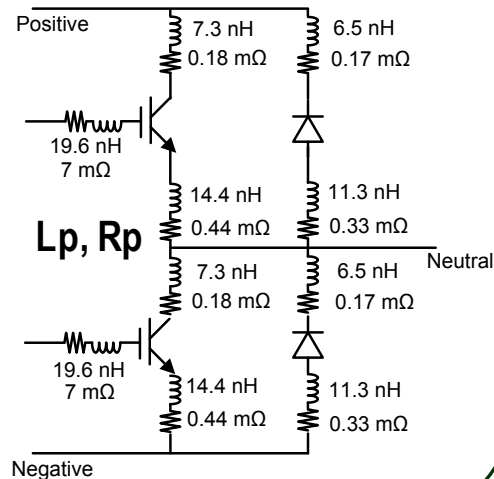 Positive
7.3 nH
6.5 nH
0.18 mΩ
0.17 mΩ
19.6 nH
7 mΩ
14.4 nH
11.3 nH
0.44 mΩ
0.33 mΩ
Lp, Rp
Neutral
7.3 nH
6.5 nH
0.18 mΩ
0.17 mΩ
19.6 nH
7 mΩ
14.4 nH
11.3 nH
0.44 mΩ
0.33 mΩ
Negative